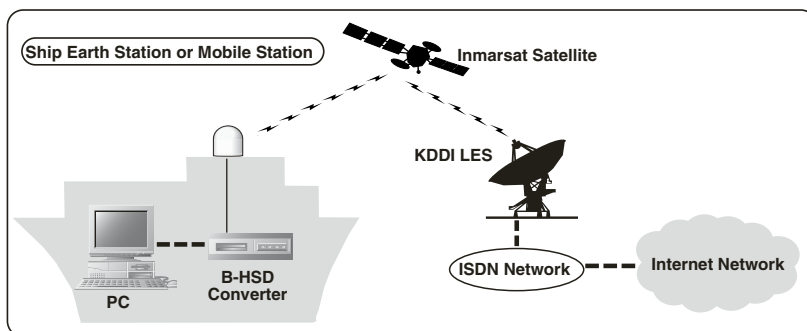 Ship Earth Station or Mobile Station
Inmarsat Satellite
KDDI LES
B-HSD
Converter
PC
ISDN Network
Internet Network